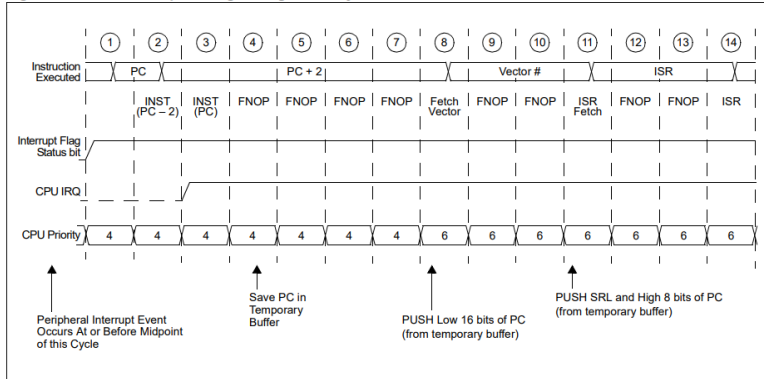 1 2 3 4 5 6 7 8 9 10 11 12 13 14
Instruction
Executed
PC PC + 2 Vector # ISR
INST
(PC – 2)
INST
(PC)
FNOP FNOP FNOP FNOP
Fetch
Vector
FNOP FNOP
ISR
Fetch
FNOP FNOP ISR
Interrupt Flag
Status bit
CPU IRQ
CPU Priority 4 4 4 4 4 4 4 6 6 6 6 6 6 6
Peripheral Interrupt Event
Occurs At or Before Midpoint
of this Cycle
Save PC in
Temporary
Buffer
PUSH Low 16 bits of PC
(from temporary buffer)
PUSH SRL and High 8 bits of PC
(from temporary buffer)